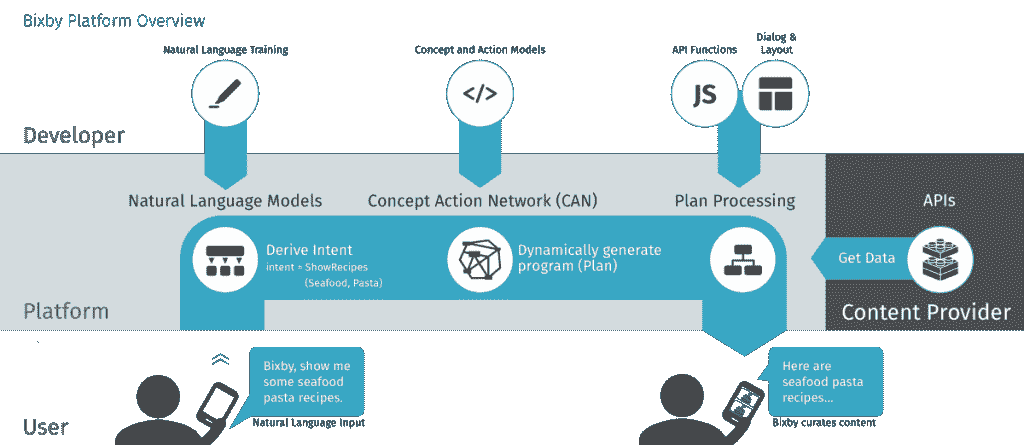 Bixby Platform Overview
Natural Language Training
Concept and Action Models
API Functions
Dialog &
Layout
</>
JS
Developer
Natural Language Models
Concept Action Network (CAN)
Plan Processing
APIs
Derive Intent
intent = ShowRecipes
(Seafood, Pasta)
Dynamically generate
program (Plan)
Get Data
Platform
Content Provider
Bixby, show me
some seafood
pasta recipes.
Natural Language Input
Here are
seafood pasta
recipes...
Bixby curates content
User